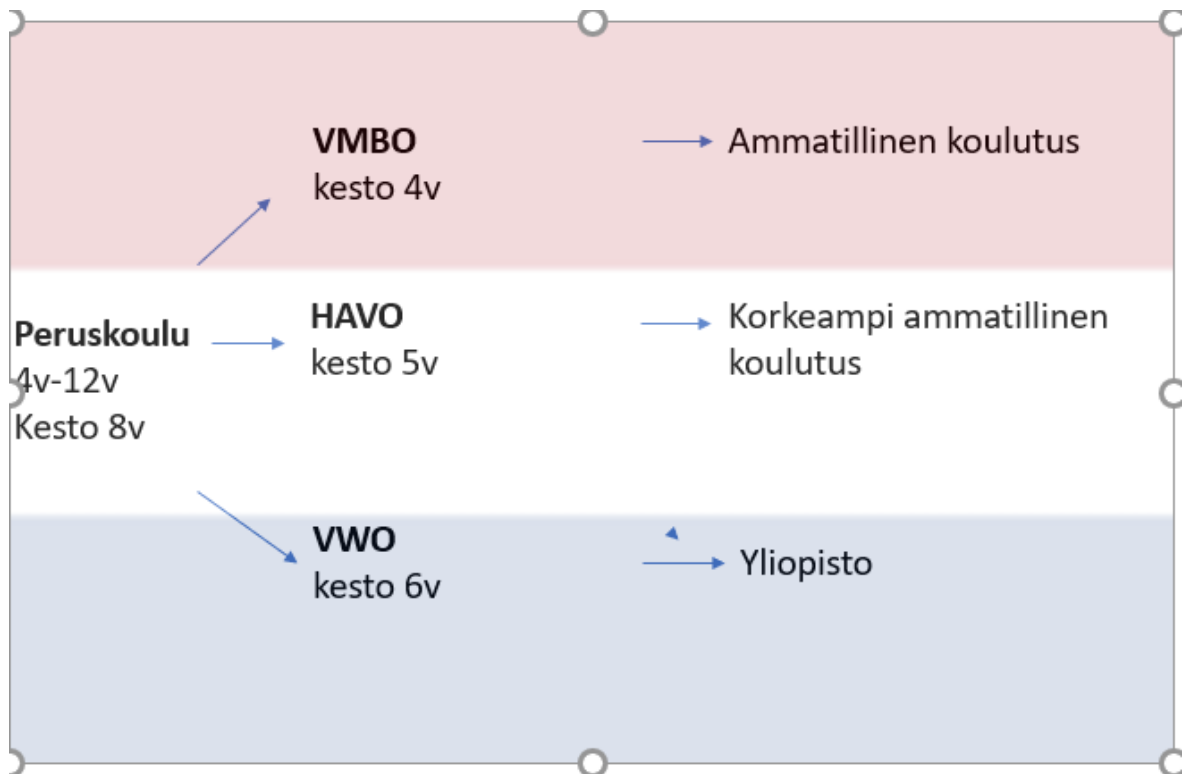 VMBO
kesto 4v
Ammatillinen koulutus
Peruskoulu
4v-12v
Kesto 8v
HAVO
kesto 5v
Korkeampi ammatillinen
koulutus
VWO
kesto 6v
Yliopisto